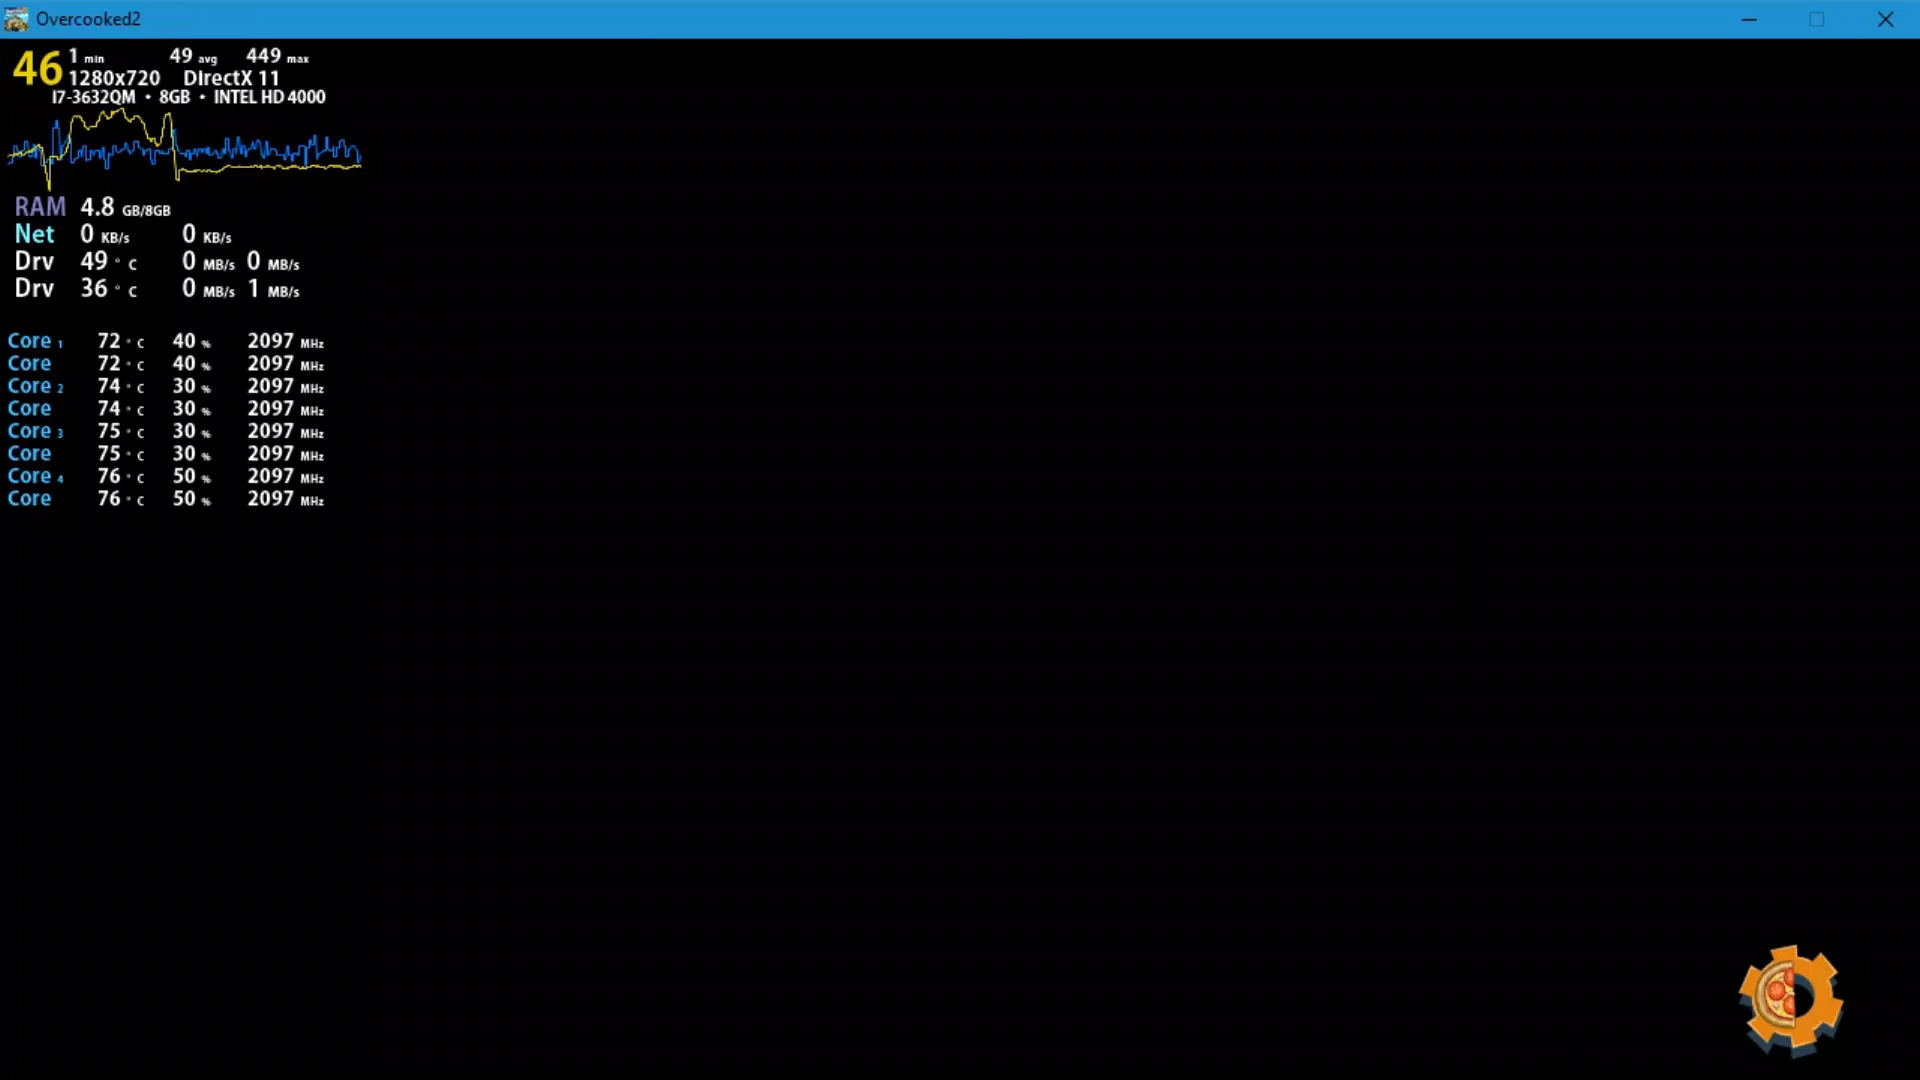 Overcooked2
46 1 min 49 avg 449 max
1280x720 DirectX 11
I7-3632QM • 8GB • INTEL HD 4000
RAM 4.8 GB/8GB
Net 0 KB/s 0 KB/s
Drv 49 ° C 0 MB/s 0 MB/s
Drv 36 ° C 0 MB/s 1 MB/s
Core 1 72 ° C 40 % 2097 MHz
Core 72 ° C 40 % 2097 MHz
Core 2 74 ° C 30 % 2097 MHz
Core 74 ° C 30 % 2097 MHz
Core 3 75 ° C 30 % 2097 MHz
Core 75 ° C 30 % 2097 MHz
Core 4 76 ° C 50 % 2097 MHz
Core 76 ° C 50 % 2097 MHz